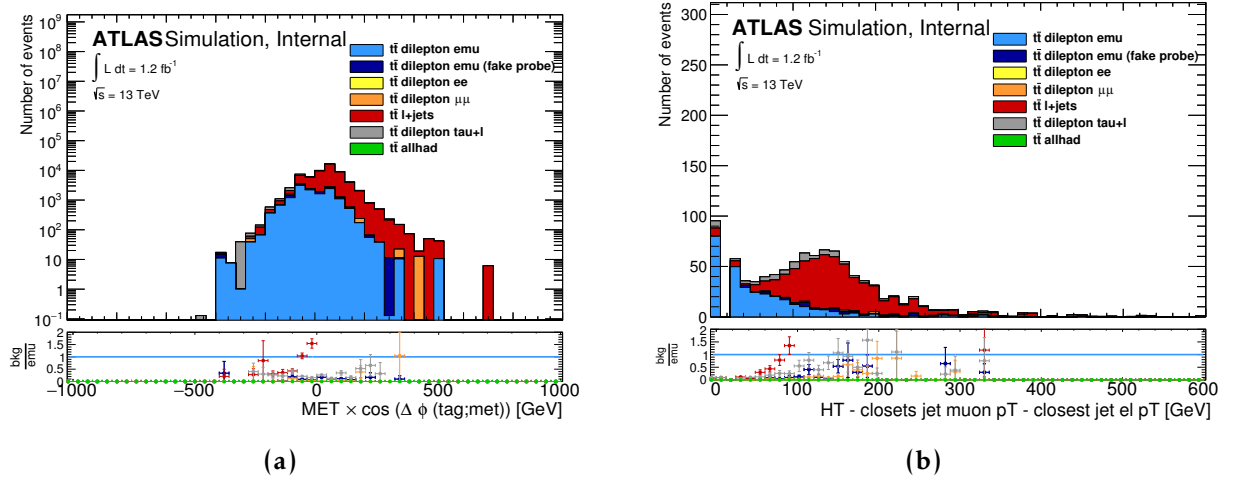 Number of events
10⁹
10⁸
10⁷
10⁶
10⁵
10⁴
10³
10²
10
1
10⁻¹
ATLAS Simulation, Internal
∫ L dt = 1.2 fb⁻¹
√s = 13 TeV
tt̄ dilepton emu
tt̄ dilepton emu (fake probe)
tt̄ dilepton ee
tt̄ dilepton μμ
tt̄ l+jets
tt̄ dilepton tau+l
tt̄ allhad
bkg
emu
2
1.5
1
0.5
0
−1000 −500 0 500 1000
MET × cos (Δ ϕ (tag;met)) [GeV]
(a)
Number of events
300
250
200
150
100
50
0
ATLAS Simulation, Internal
∫ L dt = 1.2 fb⁻¹
√s = 13 TeV
tt̄ dilepton emu
tt̄ dilepton emu (fake probe)
tt̄ dilepton ee
tt̄ dilepton μμ
tt̄ l+jets
tt̄ dilepton tau+l
tt̄ allhad
bkg
emu
2
1.5
1
0.5
0
0 100 200 300 400 500 600
HT - closets jet muon pT - closest jet el pT [GeV]
(b)